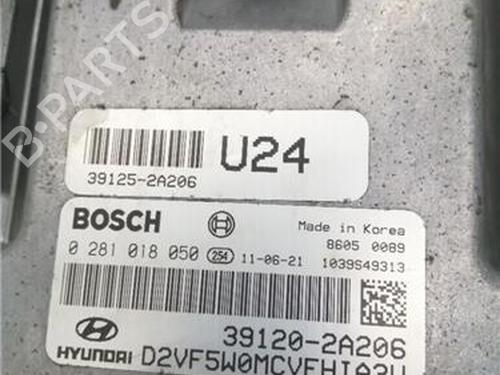 B-PARTS
U24
39125-2A206
BOSCH
Made in Korea
8605 0089
0 281 018 050 254 11-06-21 1039S49313
39120-2A206
HYUNDAI D2VF5W0MCVFHIA3U